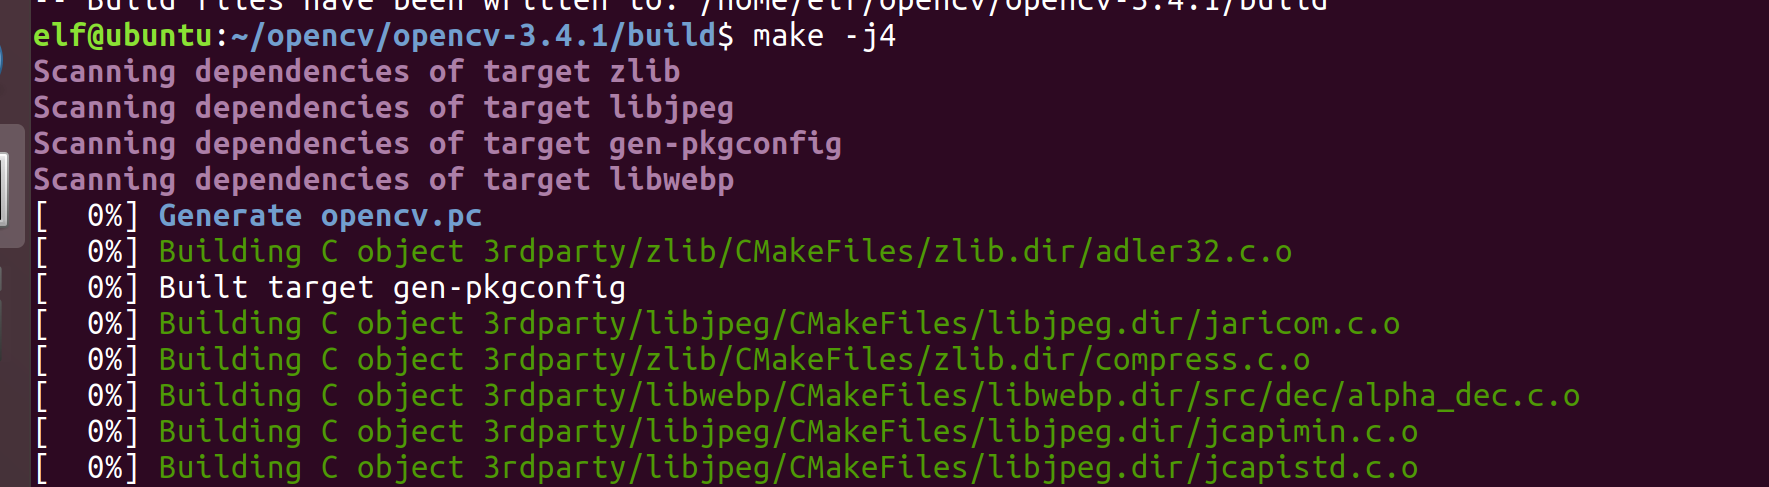 -- Build files have been written to: /home/elf/opencv/opencv-3.4.1/build
elf@ubuntu:~/opencv/opencv-3.4.1/build$ make -j4
Scanning dependencies of target zlib
Scanning dependencies of target libjpeg
Scanning dependencies of target gen-pkgconfig
Scanning dependencies of target libwebp
[  0%] Generate opencv.pc
[  0%] Building C object 3rdparty/zlib/CMakeFiles/zlib.dir/adler32.c.o
[  0%] Built target gen-pkgconfig
[  0%] Building C object 3rdparty/libjpeg/CMakeFiles/libjpeg.dir/jaricom.c.o
[  0%] Building C object 3rdparty/zlib/CMakeFiles/zlib.dir/compress.c.o
[  0%] Building C object 3rdparty/libwebp/CMakeFiles/libwebp.dir/src/dec/alpha_dec.c.o
[  0%] Building C object 3rdparty/libjpeg/CMakeFiles/libjpeg.dir/jcapimin.c.o
[  0%] Building C object 3rdparty/libjpeg/CMakeFiles/libjpeg.dir/jcapistd.c.o